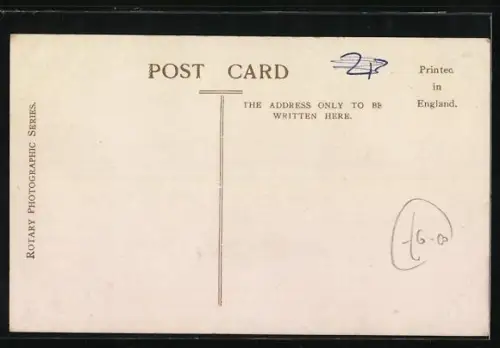 POST CARD
Printed
in
England.
THE ADDRESS ONLY TO BE
WRITTEN HERE.
ROTARY PHOTOGRAPHIC SERIES.